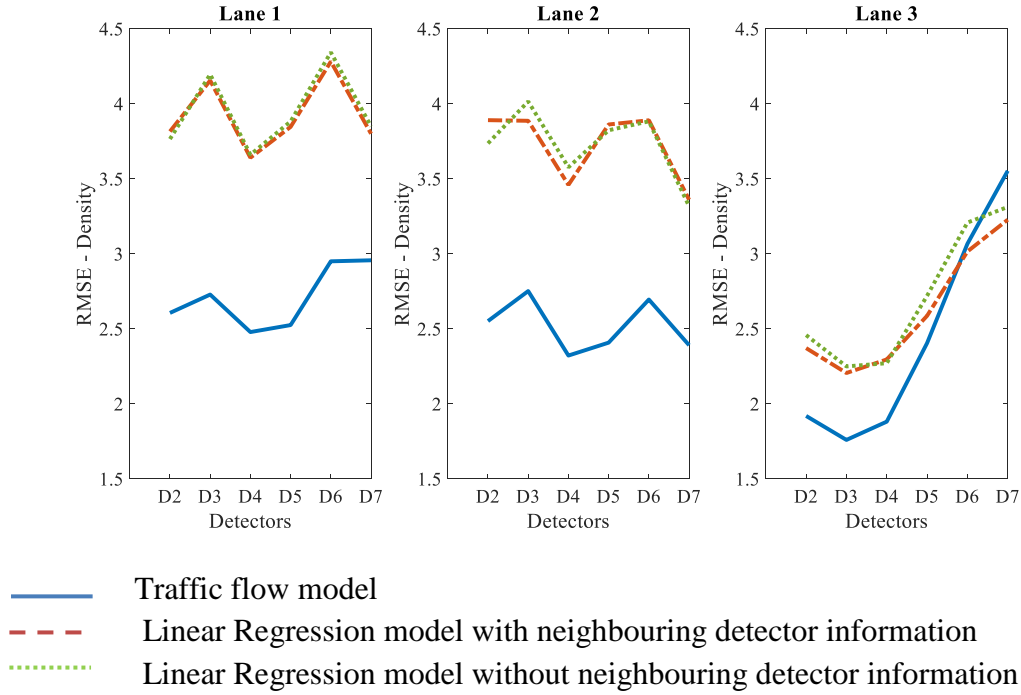 Lane 1
4.5
4
3.5
3
2.5
2
1.5
RMSE - Density
D2 D3 D4 D5 D6 D7
Detectors
Lane 2
4.5
4
3.5
3
2.5
2
1.5
RMSE - Density
D2 D3 D4 D5 D6 D7
Detectors
Lane 3
4.5
4
3.5
3
2.5
2
1.5
RMSE - Density
D2 D3 D4 D5 D6 D7
Detectors
Traffic flow model
Linear Regression model with neighbouring detector information
Linear Regression model without neighbouring detector information